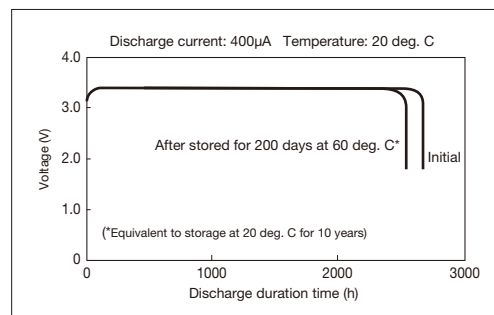 Discharge current: 400µA Temperature: 20 deg. C
4.0
3.0
2.0
1.0
0
Voltage (V)
After stored for 200 days at 60 deg. C*
Initial
(*Equivalent to storage at 20 deg. C for 10 years)
0 1000 2000 3000
Discharge duration time (h)